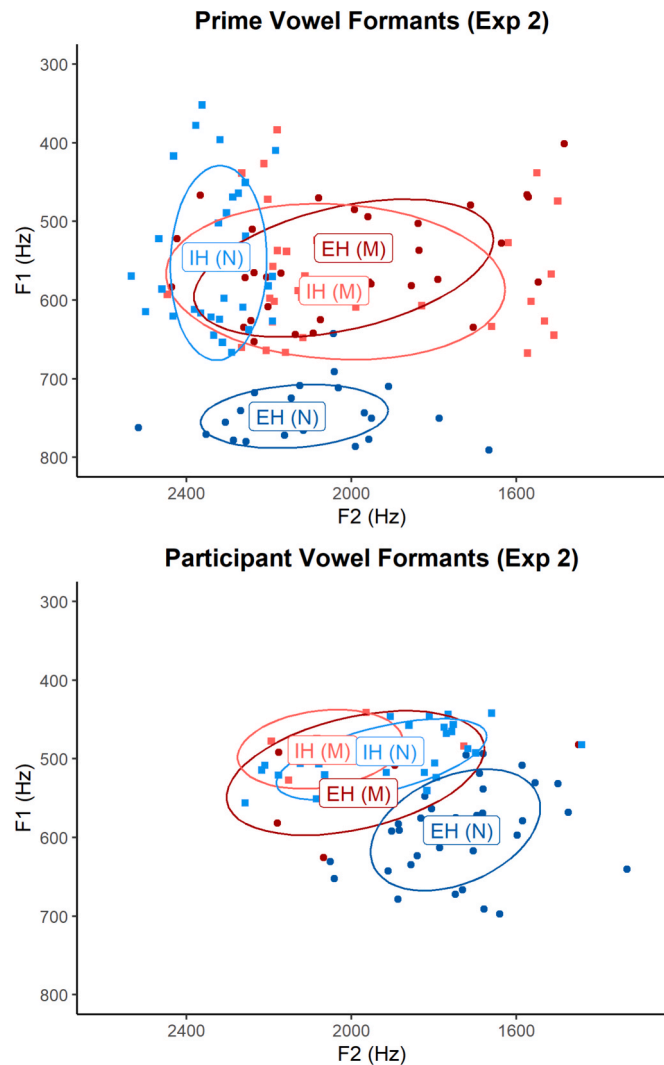 Prime Vowel Formants (Exp 2)
300
400
500
600
700
800
F1 (Hz)
IH (N)
EH (M)
IH (M)
EH (N)
2400
2000
1600
F2 (Hz)
Participant Vowel Formants (Exp 2)
300
400
500
600
700
800
F1 (Hz)
IH (M)
IH (N)
EH (M)
EH (N)
2400
2000
1600
F2 (Hz)